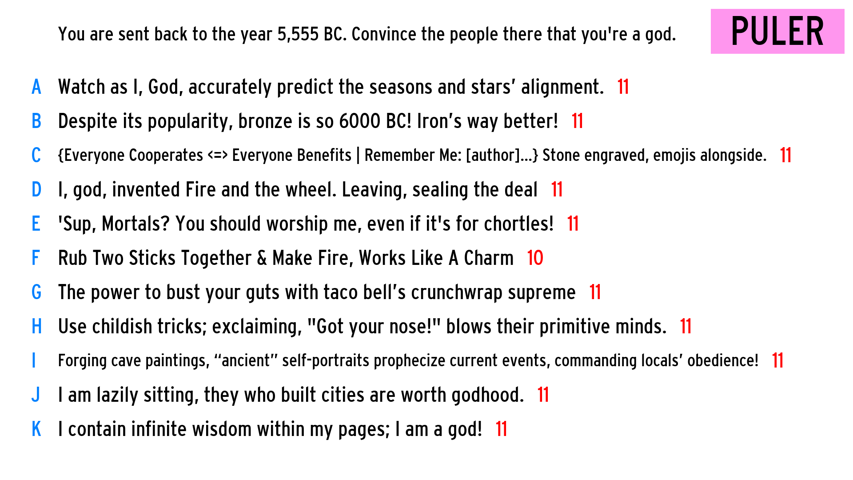 You are sent back to the year 5,555 BC. Convince the people there that you're a god.
PULER
A Watch as I, God, accurately predict the seasons and stars’ alignment. 11
B Despite its popularity, bronze is so 6000 BC! Iron’s way better! 11
C {Everyone Cooperates <=> Everyone Benefits | Remember Me: [author]...} Stone engraved, emojis alongside. 11
D I, god, invented Fire and the wheel. Leaving, sealing the deal 11
E 'Sup, Mortals? You should worship me, even if it's for chortles! 11
F Rub Two Sticks Together & Make Fire, Works Like A Charm 10
G The power to bust your guts with taco bell’s crunchwrap supreme 11
H Use childish tricks; exclaiming, "Got your nose!" blows their primitive minds. 11
I Forging cave paintings, “ancient” self-portraits prophecize current events, commanding locals’ obedience! 11
J I am lazily sitting, they who built cities are worth godhood. 11
K I contain infinite wisdom within my pages; I am a god! 11